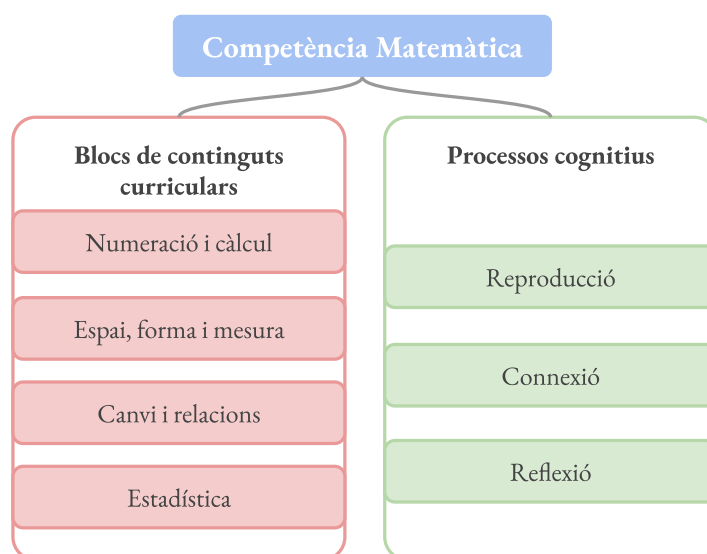 Competència Matemàtica
Blocs de continguts
curriculars
Numeració i càlcul
Espai, forma i mesura
Canvi i relacions
Estadística
Processos cognitius
Reproducció
Connexió
Reflexió